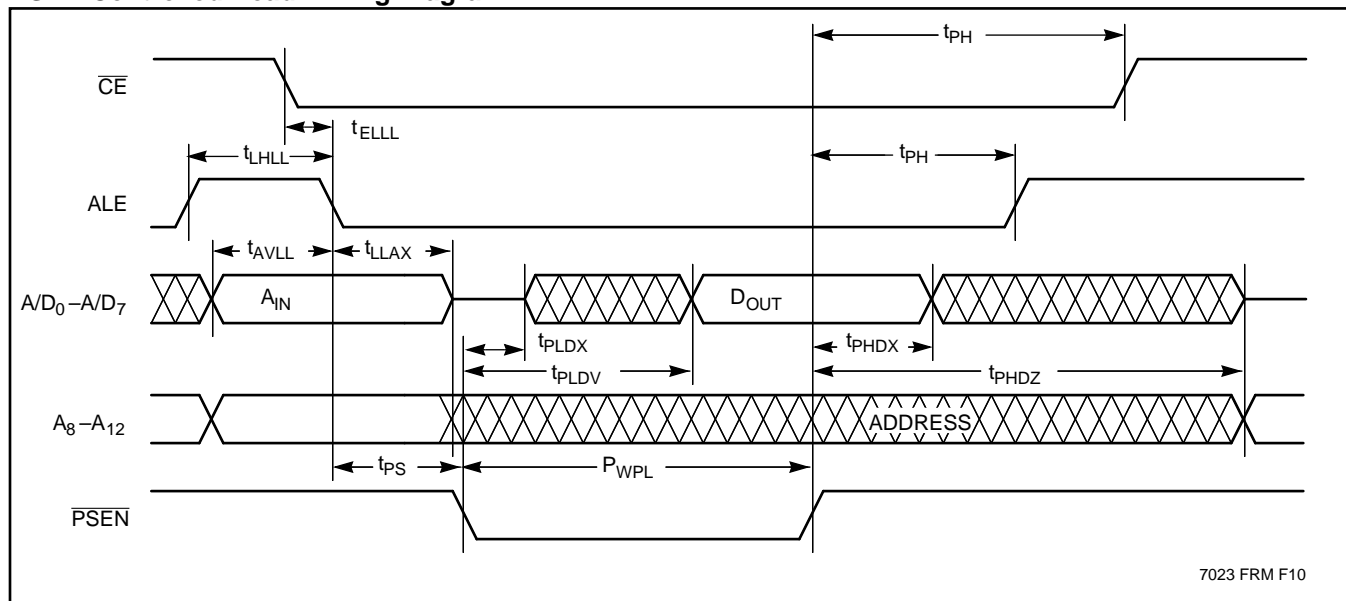 tPH
CE
tELLL
tLHLL
tPH
ALE
tAVLL
tLLAX
A/D0–A/D7
AIN
DOUT
tPLDX
tPHDX
tPLDV
tPHDZ
A8–A12
ADDRESS
tPS
PWPL
PSEN
7023 FRM F10